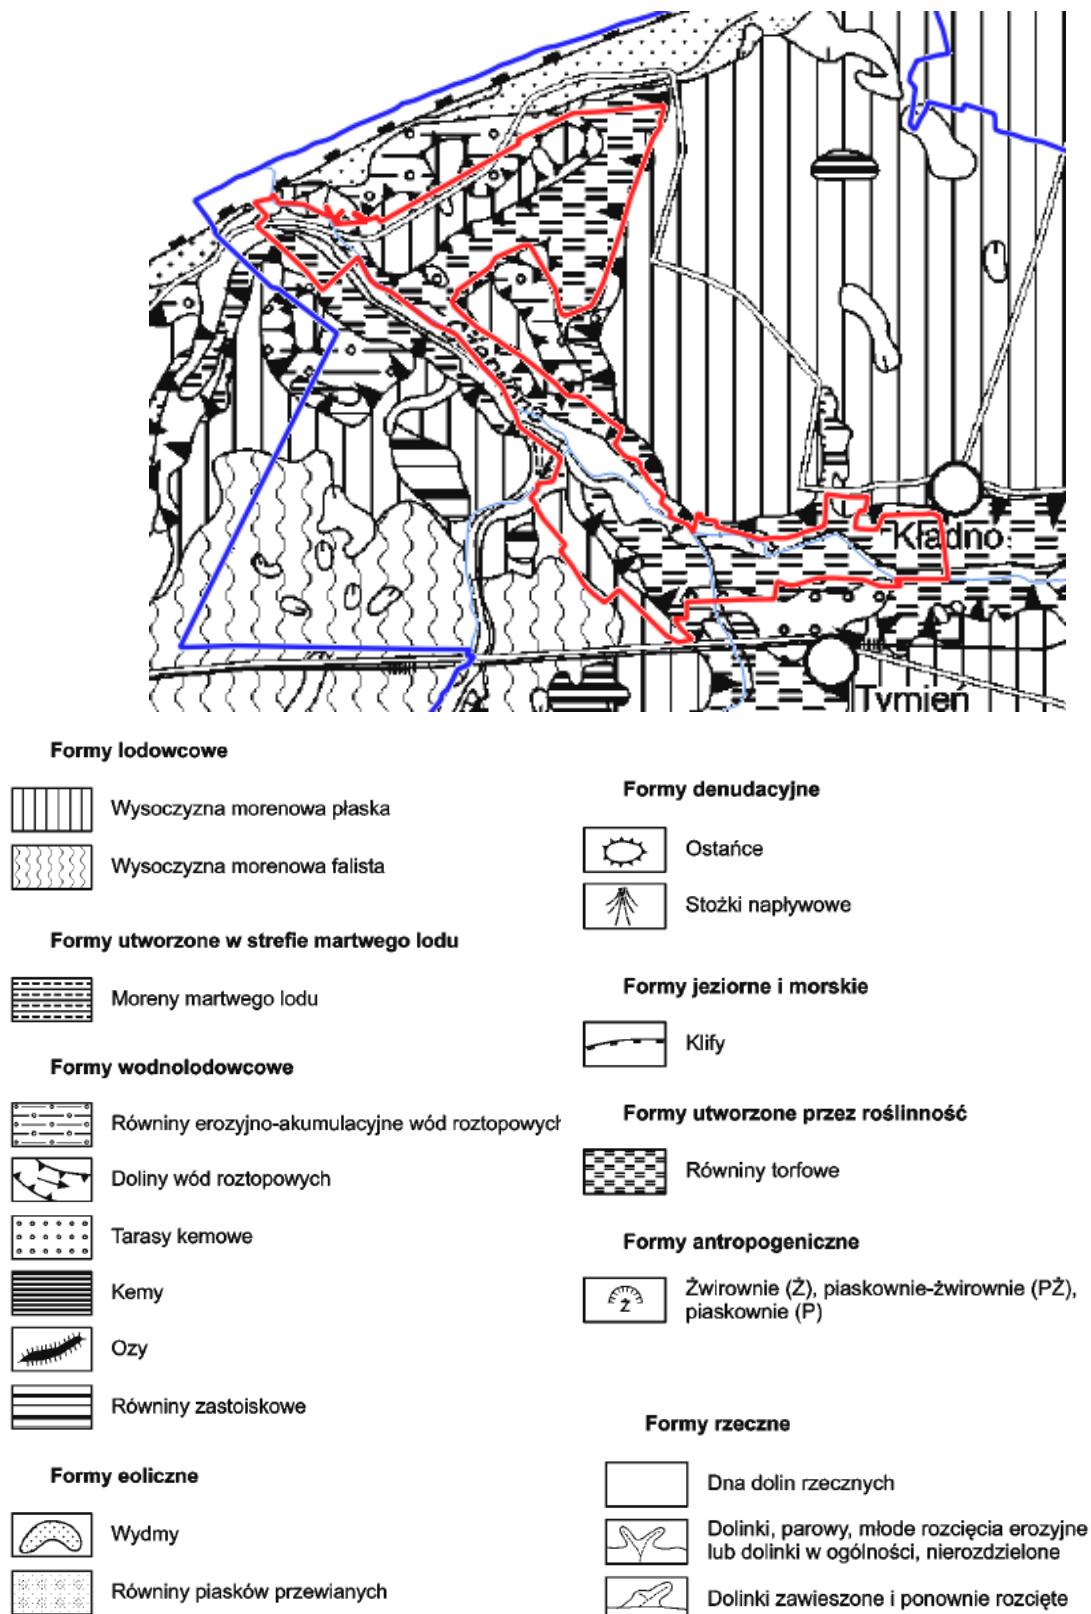 Kładno
Tymień
Formy lodowcowe
Wysoczyzna morenowa płaska
Wysoczyzna morenowa falista
Formy utworzone w strefie martwego lodu
Moreny martwego lodu
Formy wodnolodowcowe
Równiny erozyjno-akumulacyjne wód roztopowych
Doliny wód roztopowych
Tarasy kemowe
Kemy
Ozy
Równiny zastoiskowe
Formy eoliczne
Wydmy
Równiny piasków przewianych
Formy denudacyjne
Ostańce
Stożki napływowe
Formy jeziorne i morskie
Klify
Formy utworzone przez roślinność
Równiny torfowe
Formy antropogeniczne
Ż
Żwirownie (Ż), piaskownie-żwirownie (PŻ),
piaskownie (P)
Formy rzeczne
Dna dolin rzecznych
Dolinki, parowy, młode rozcięcia erozyjne
lub dolinki w ogólności, nierozdzielone
Dolinki zawieszone i ponownie rozcięte